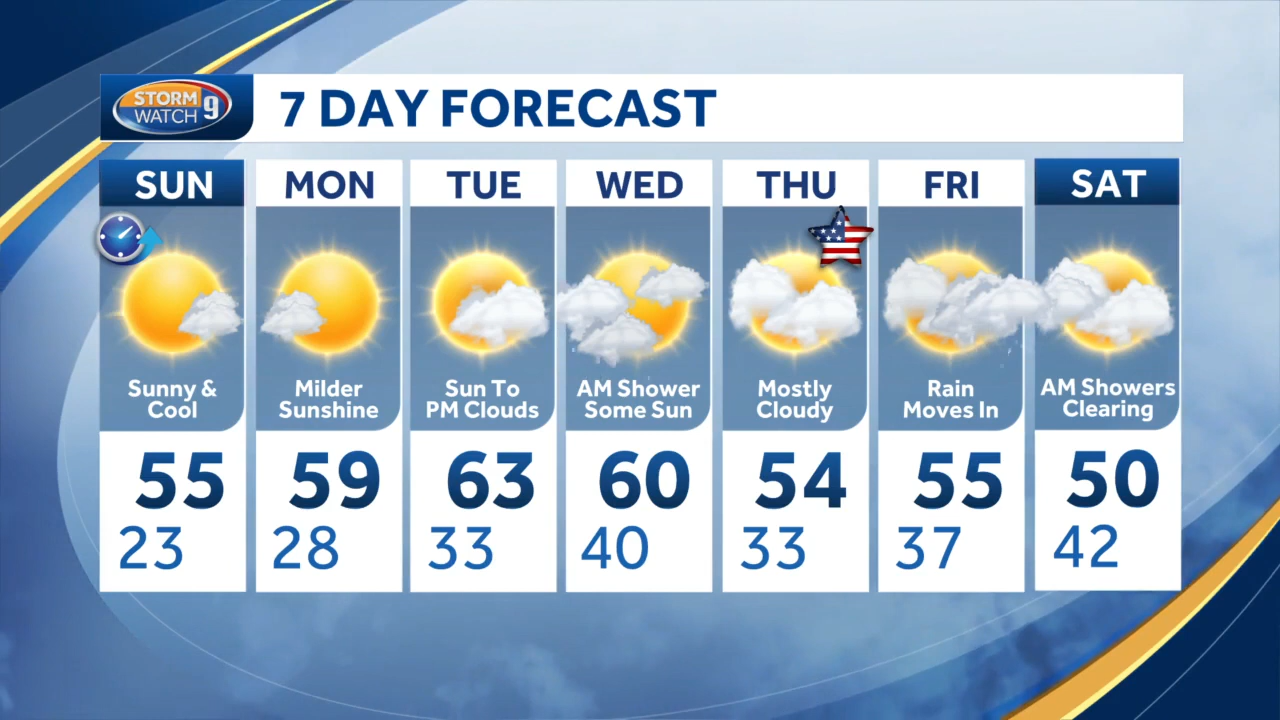 STORM
WATCH 9
7 DAY FORECAST
SUN
MON
TUE
WED
THU
FRI
SAT
Sunny &
Cool
Milder
Sunshine
Sun To
PM Clouds
AM Shower
Some Sun
Mostly
Cloudy
Rain
Moves In
AM Showers
Clearing
55
59
63
60
54
55
50
23
28
33
40
33
37
42